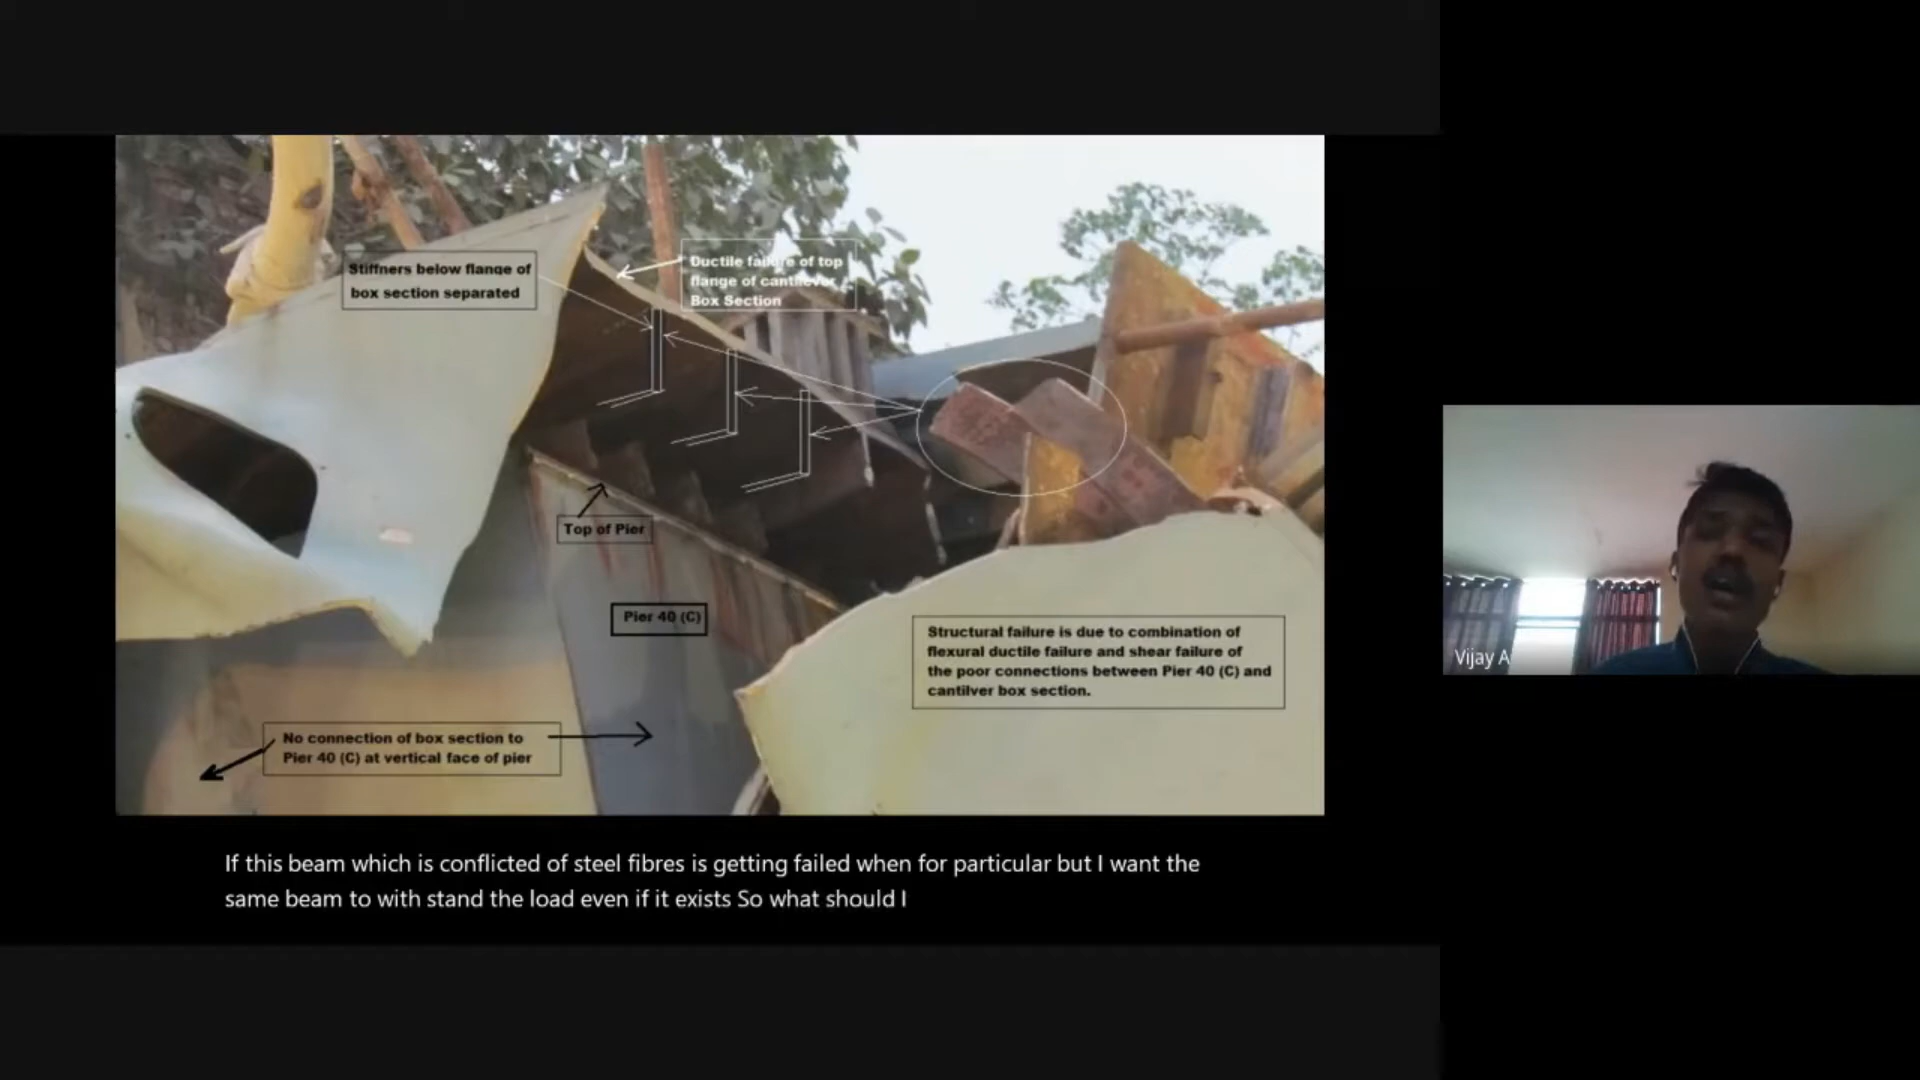 Stiffners below flange of
box section separated
Ductile failure of top
flange of cantilever
Box Section
Top of Pier
Pier 40 (C)
Structural failure is due to combination of
flexural ductile failure and shear failure of
the poor connections between Pier 40 (C) and
cantilver box section.
No connection of box section to
Pier 40 (C) at vertical face of pier
Vijay A
If this beam which is conflicted of steel fibres is getting failed when for particular but I want the
same beam to with stand the load even if it exists So what should I